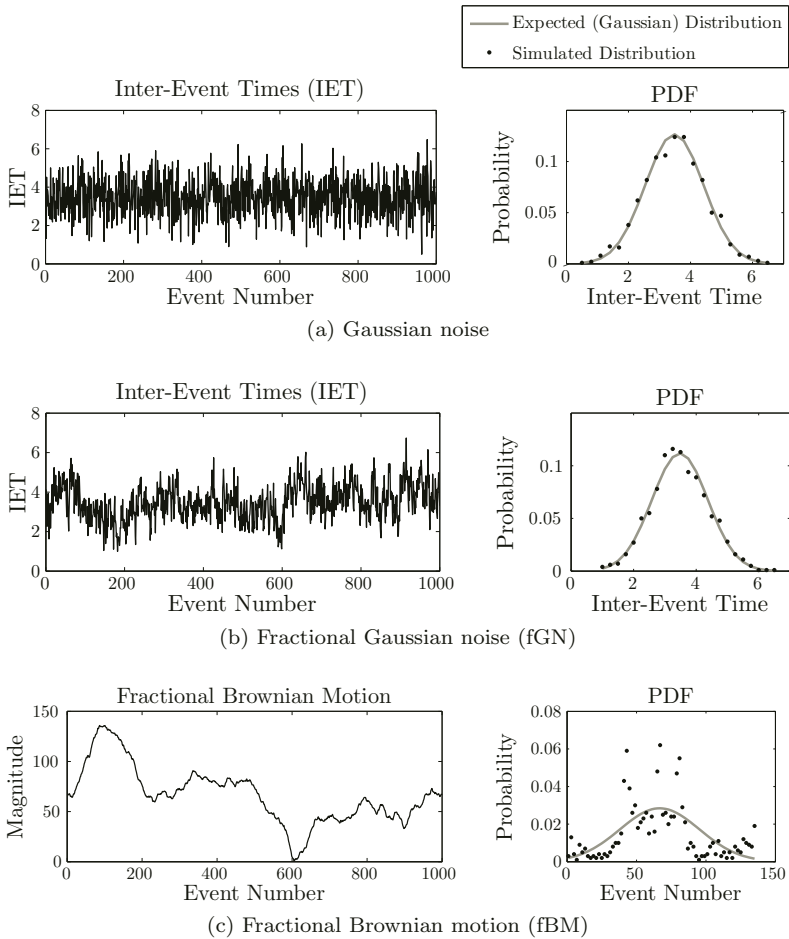 Expected (Gaussian) Distribution
Simulated Distribution
Inter-Event Times (IET)
PDF
8
6
4
2
0
IET
0
200
400
600
800
1000
Event Number
0.1
0.05
0
Probability
0
2
4
6
Inter-Event Time
(a) Gaussian noise
Inter-Event Times (IET)
PDF
8
6
4
2
0
IET
0
200
400
600
800
1000
Event Number
0.1
0.05
0
Probability
0
2
4
6
Inter-Event Time
(b) Fractional Gaussian noise (fGN)
Fractional Brownian Motion
PDF
150
100
50
0
Magnitude
0
200
400
600
800
1000
Event Number
0.08
0.06
0.04
0.02
0
Probability
0
50
100
150
Event Number
(c) Fractional Brownian motion (fBM)